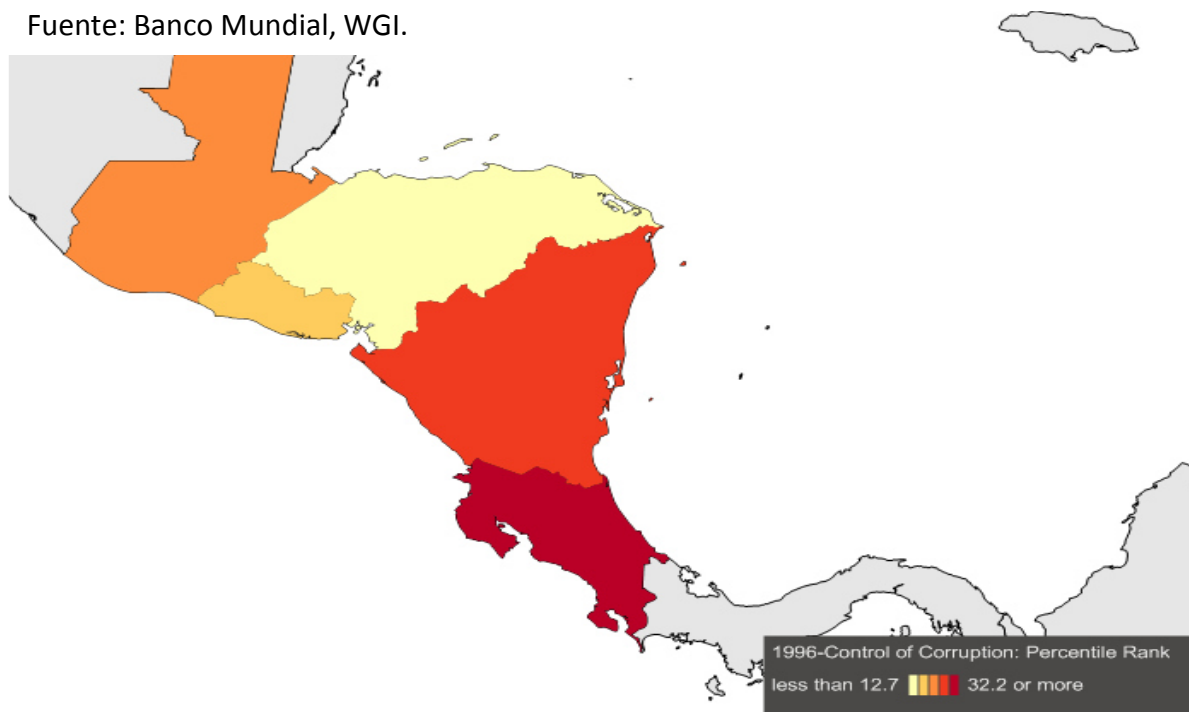 Fuente: Banco Mundial, WGI.
1996-Control of Corruption: Percentile Rank
less than 12.7 32.2 or more